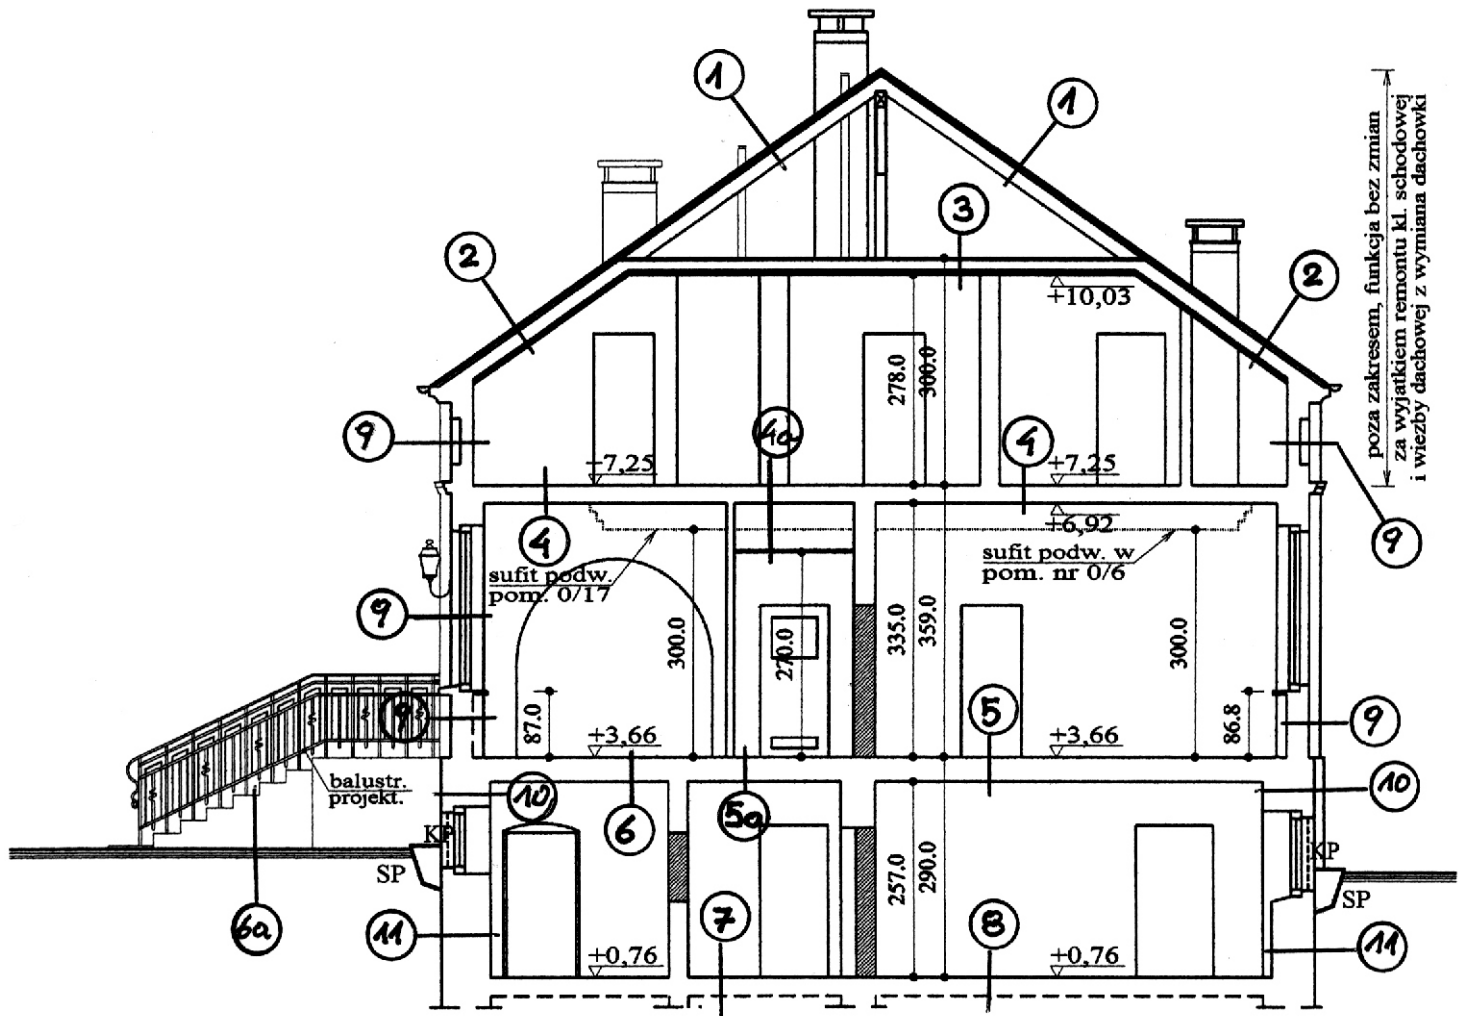 1
1
poza zakresem, funkcja bez zmian
za wyjatkiem remontu kl. schodowej
i wiezby dachowej z wymiana dachowki
3
2
2
+10,03
278.0
300.0
9
4a
4
+7,25
+7,25
9
4
+6,92
sufit podw.
pom. 0/17
sufit podw. w
pom. nr 0/6
9
300.0
270.0
335.0
359.0
300.0
9
87.0
+3,66
5
+3,66
86.8
9
balustr.
projekt.
10
6
5a
10
KP
KP
SP
SP
257.0
290.0
6a
11
7
8
11
+0,76
+0,76